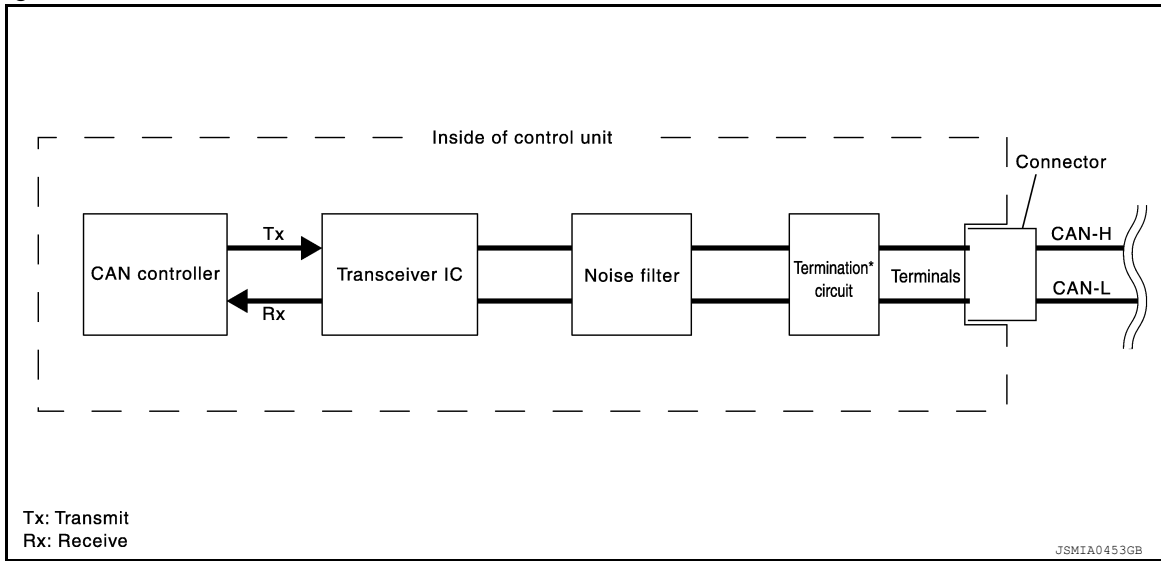 Inside of control unit
Connector
CAN controller
Tx
Rx
Transceiver IC
Noise filter
Termination*
circuit
Terminals
CAN-H
CAN-L
Tx: Transmit
Rx: Receive
JSMIA0453GB